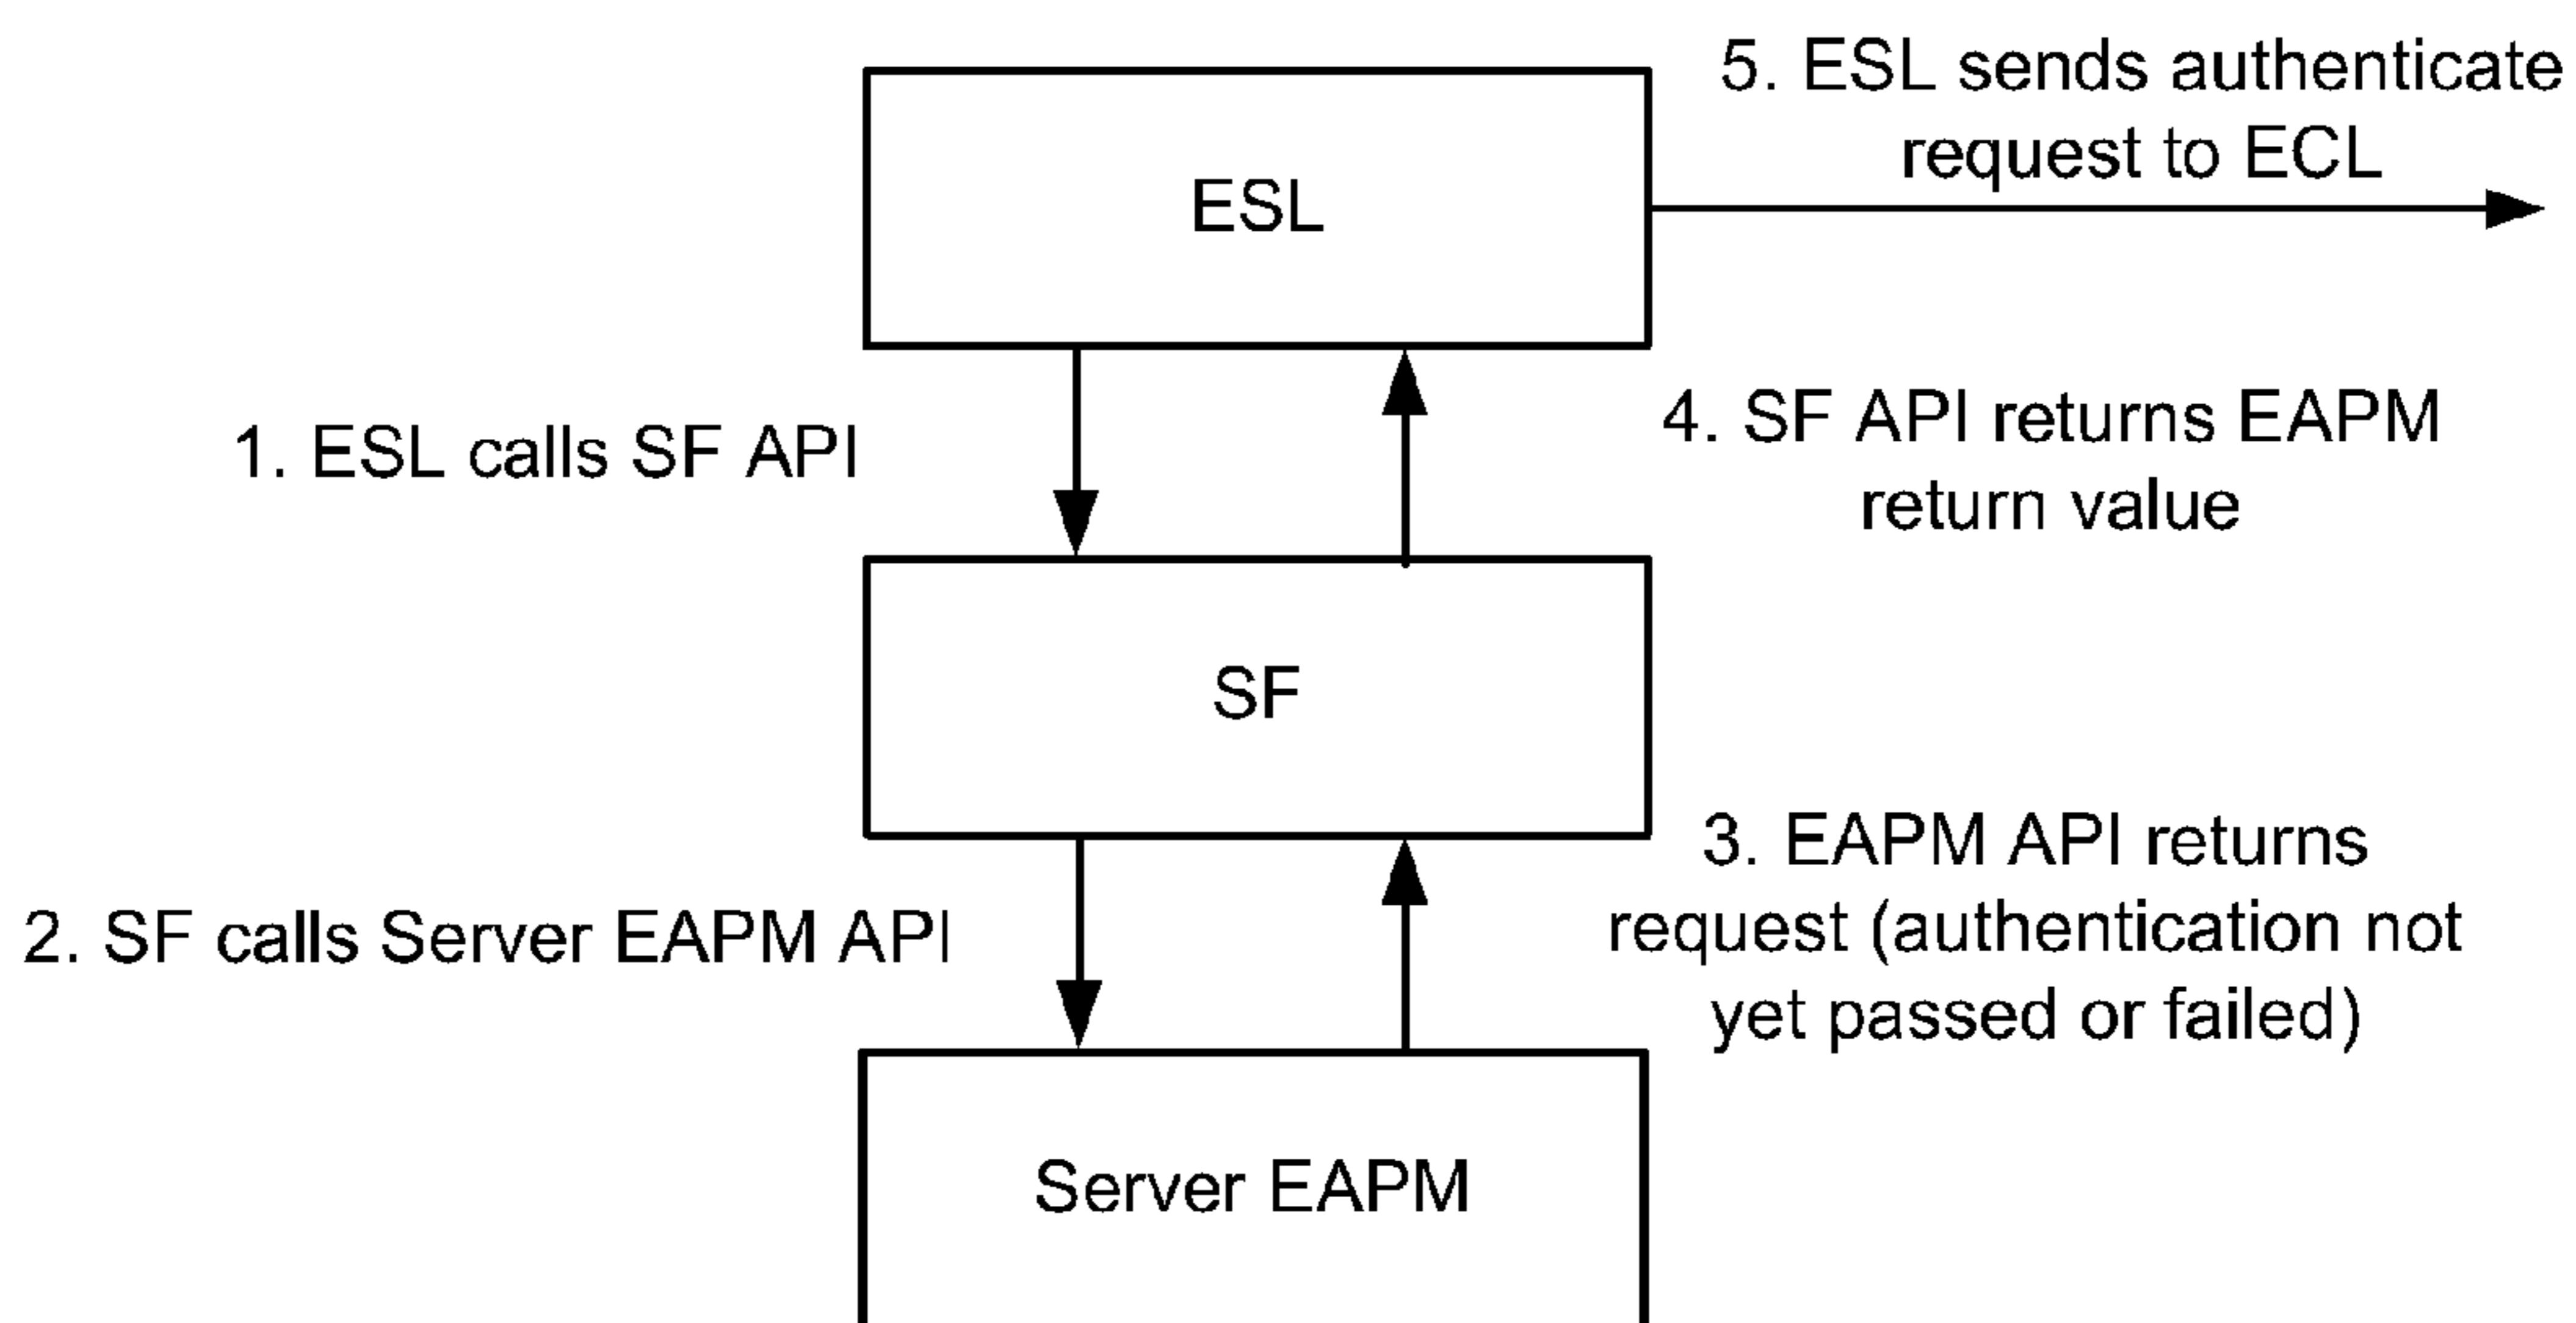 5. ESL sends authenticate
request to ECL
ESL
1. ESL calls SF API
4. SF API returns EAPM
return value
SF
2. SF calls Server EAPM API
3. EAPM API returns
request (authentication not
yet passed or failed)
Server EAPM